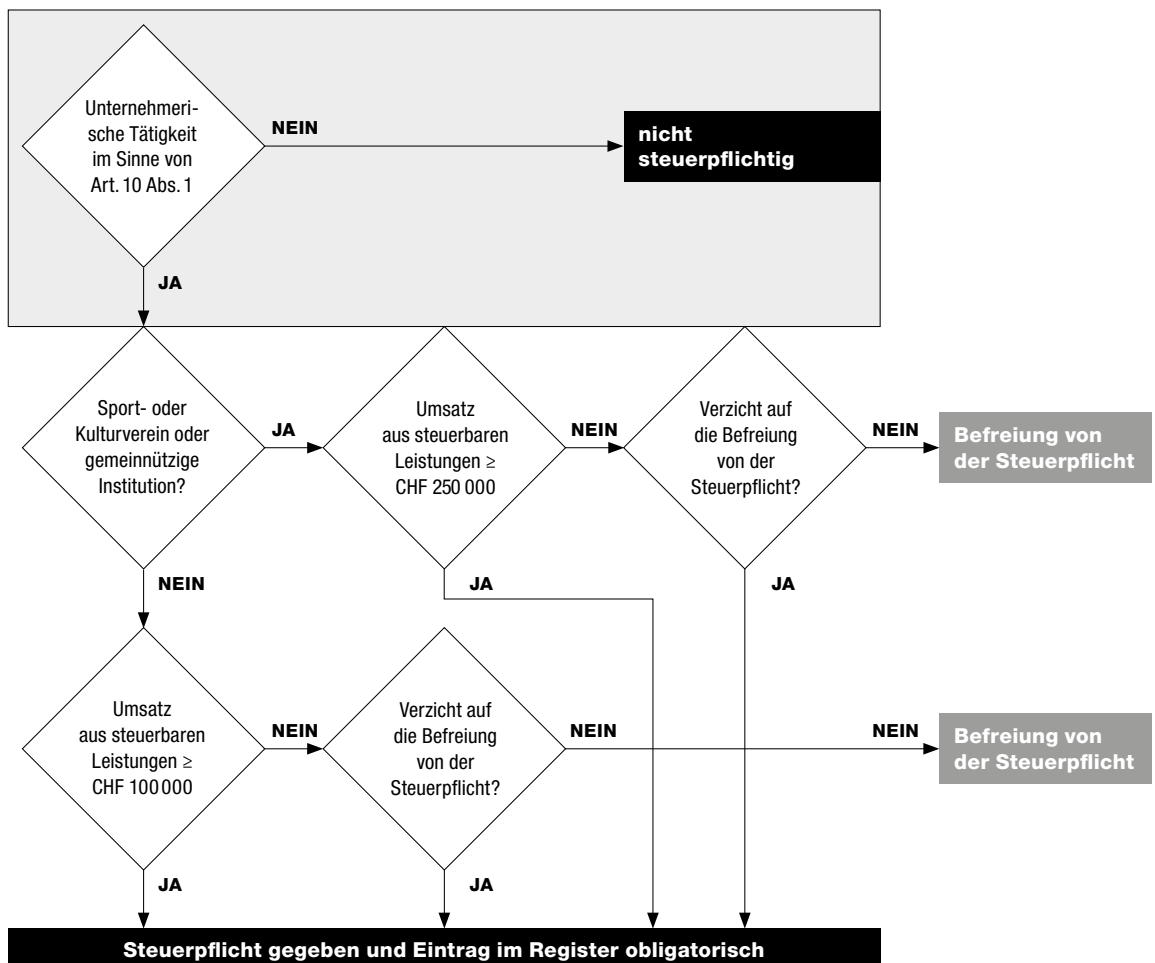 Unternehmeri-
sche Tätigkeit
im Sinne von
Art. 10 Abs. 1
NEIN
nicht
steuerpflichtig
JA
Sport- oder
Kulturverein oder
gemeinnützige
Institution?
JA
Umsatz
aus steuerbaren
Leistungen ≥
CHF 250 000
NEIN
Verzicht auf
die Befreiung
von der
Steuerpflicht?
NEIN
Befreiung von
der Steuerpflicht
NEIN
JA
JA
Umsatz
aus steuerbaren
Leistungen ≥
CHF 100 000
NEIN
Verzicht auf
die Befreiung
von der
Steuerpflicht?
NEIN
NEIN
Befreiung von
der Steuerpflicht
JA
JA
Steuerpflicht gegeben und Eintrag im Register obligatorisch